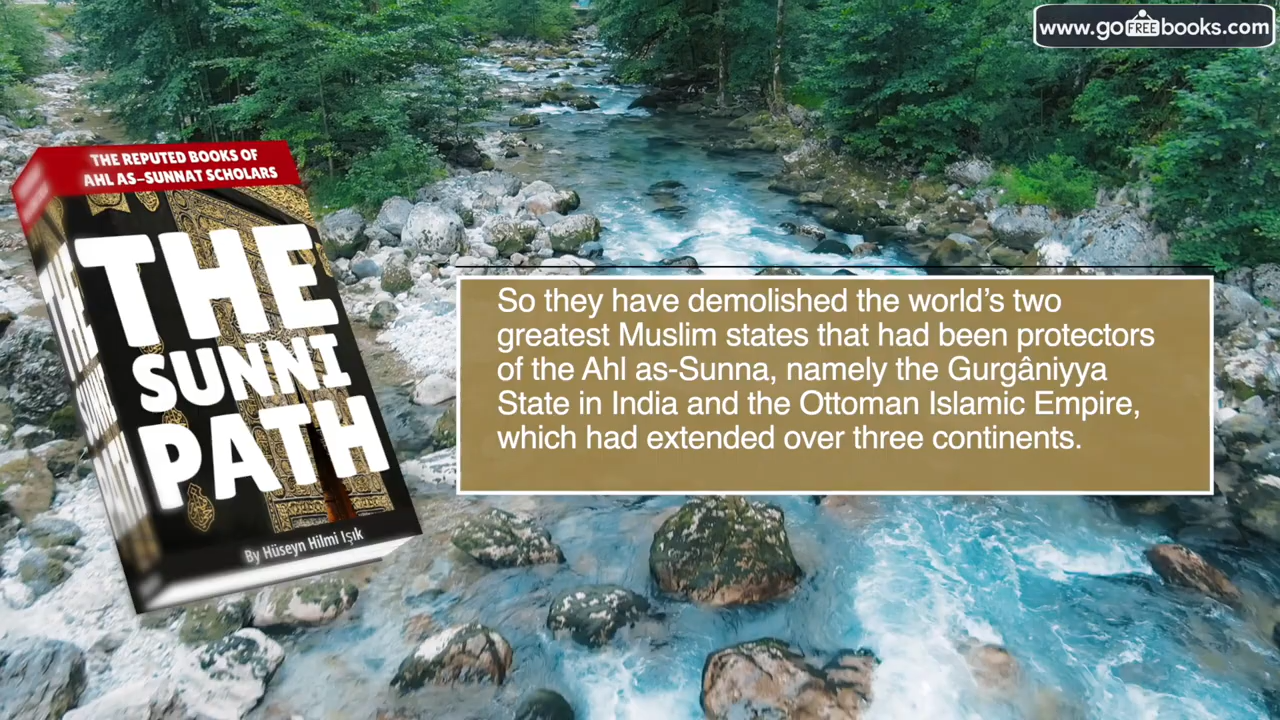 www.goFREEbooks.com
THE REPUTED BOOKS OF
AHL AS-SUNNAT SCHOLARS
THE
SUNNI
PATH
By Hüseyn Hilmi Işık
So they have demolished the world's two
greatest Muslim states that had been protectors
of the Ahl as-Sunna, namely the Gurgâniyya
State in India and the Ottoman Islamic Empire,
which had extended over three continents.